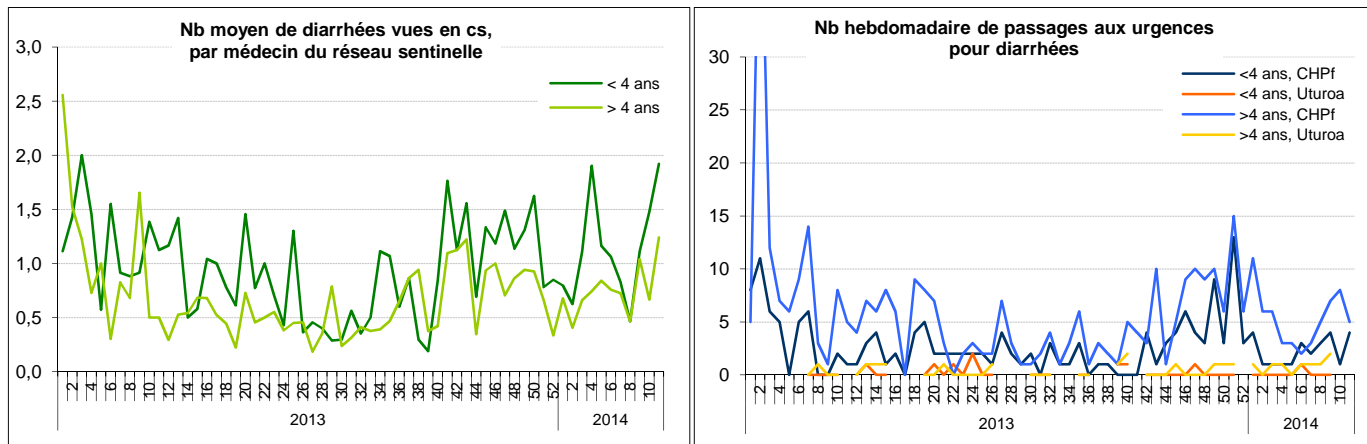 Nb moyen de diarrhées vues en cs,
par médecin du réseau sentinelle
< 4 ans
> 4 ans
3,0
2,5
2,0
1,5
1,0
0,5
0,0
2 4 6 8 10 12 14 16 18 20 22 24 26 28 30 32 34 36 38 40 42 44 46 48 50 52 2 4 6 8 10
2013 2014
Nb hebdomadaire de passages aux urgences
pour diarrhées
<4 ans, CHPf
<4 ans, Uturoa
>4 ans, CHPf
>4 ans, Uturoa
30
25
20
15
10
5
0
2 4 6 8 10 12 14 16 18 20 22 24 26 28 30 32 34 36 38 40 42 44 46 48 50 52 2 4 6 8 10
2013 2014